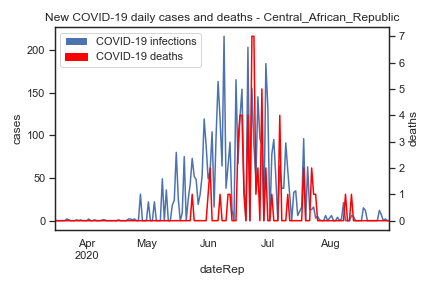 New COVID-19 daily cases and deaths - Central_African_Republic
COVID-19 infections
COVID-19 deaths
200
150
100
50
0
cases
7
6
5
4
3
2
1
0
deaths
Apr
2020
May
Jun
Jul
Aug
dateRep